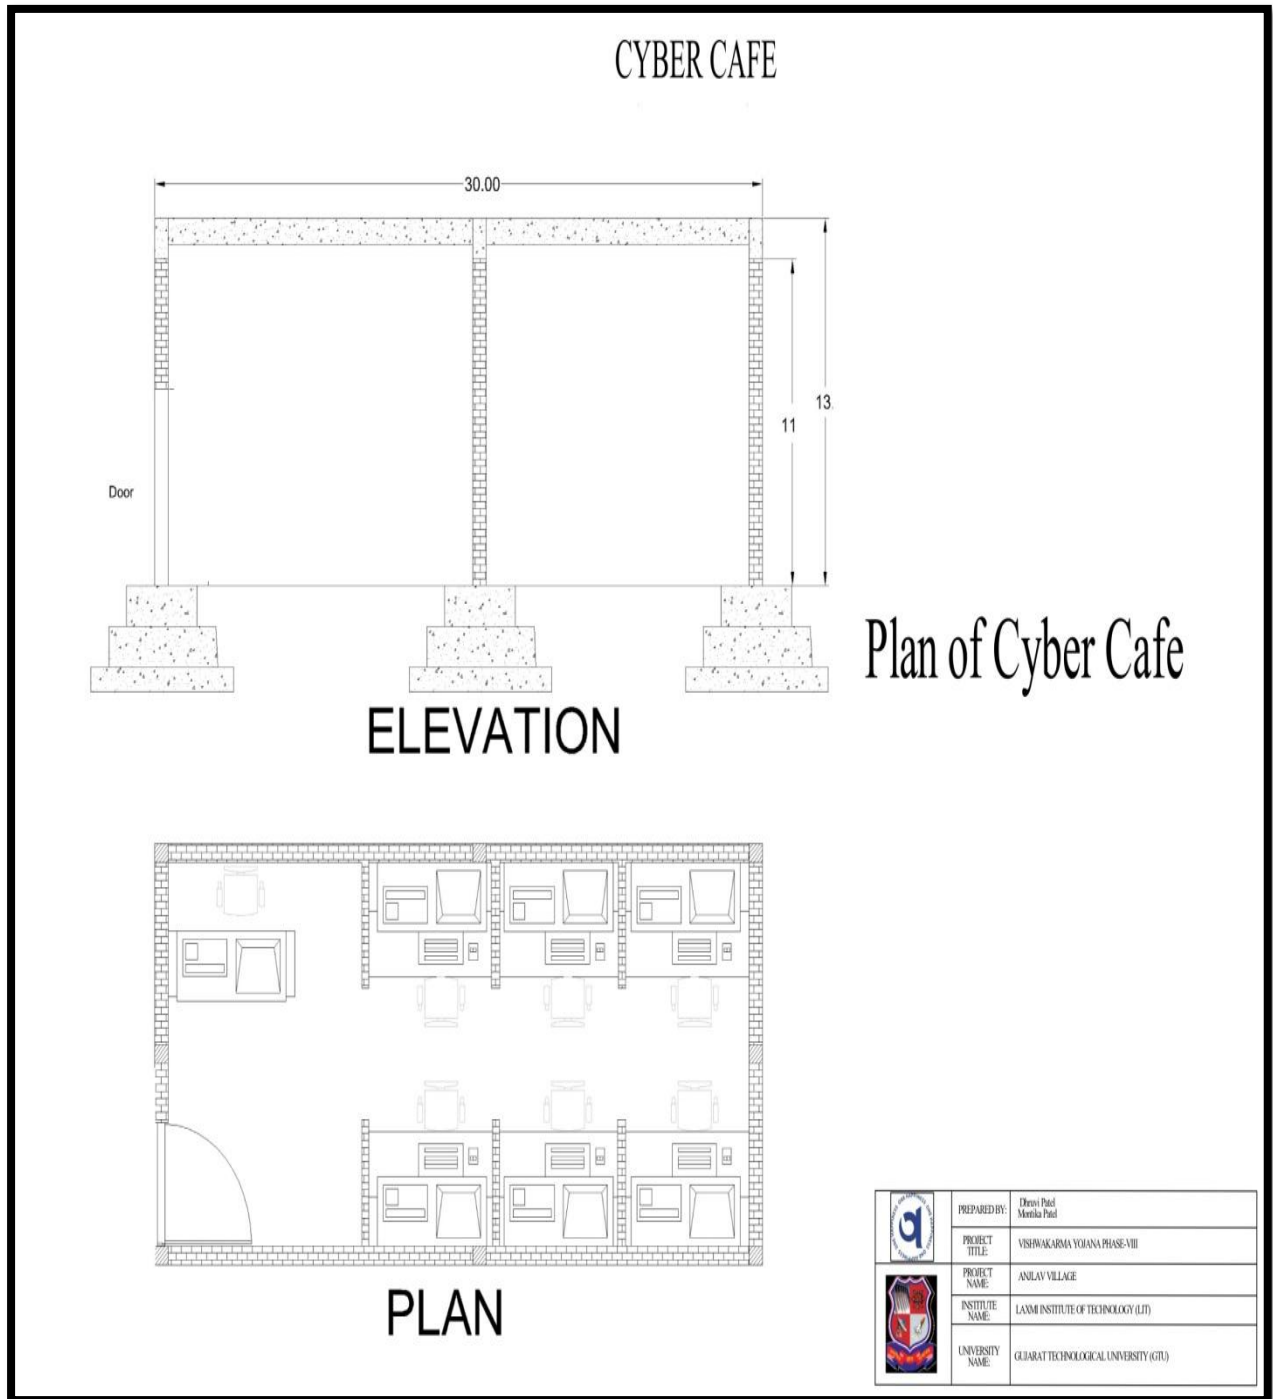 CYBER CAFE
30.00
13.
11
Door
Plan of Cyber Cafe
ELEVATION
PLAN
PREPARED BY: Dhruvi Patel
Montika Patel
PROJECT TITLE: VISHWAKARMA YOJANA PHASE-VIII
PROJECT NAME: ANJLAV VILLAGE
INSTITUTE NAME: LAXMI INSTITUTE OF TECHNOLOGY (LIT)
UNIVERSITY NAME: GUJARAT TECHNOLOGICAL UNIVERSITY (GTU)